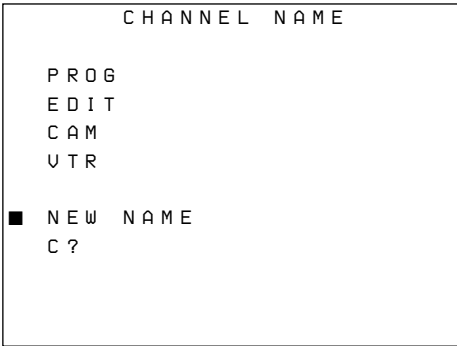 CHANNEL NAME
PROG
EDIT
CAM
VTR
NEW NAME
C?